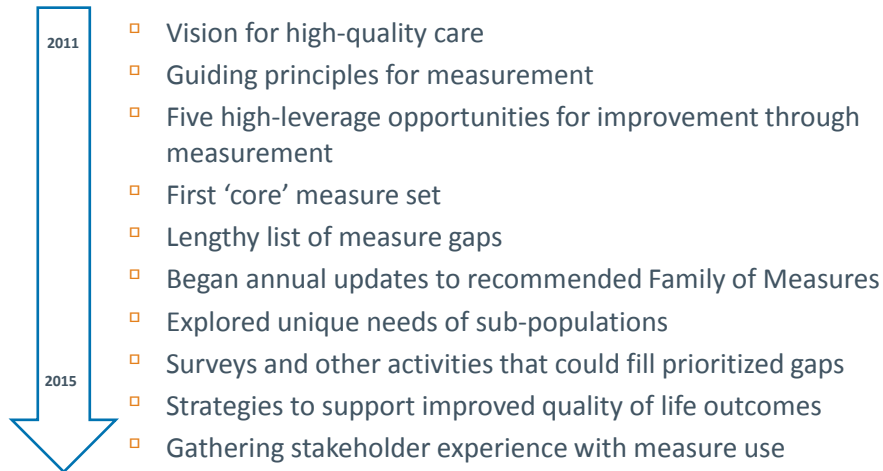 2011
Vision for high-quality care
Guiding principles for measurement
Five high-leverage opportunities for improvement through
measurement
First ‘core’ measure set
Lengthy list of measure gaps
Began annual updates to recommended Family of Measures
Explored unique needs of sub-populations
Surveys and other activities that could fill prioritized gaps
2015
Strategies to support improved quality of life outcomes
Gathering stakeholder experience with measure use